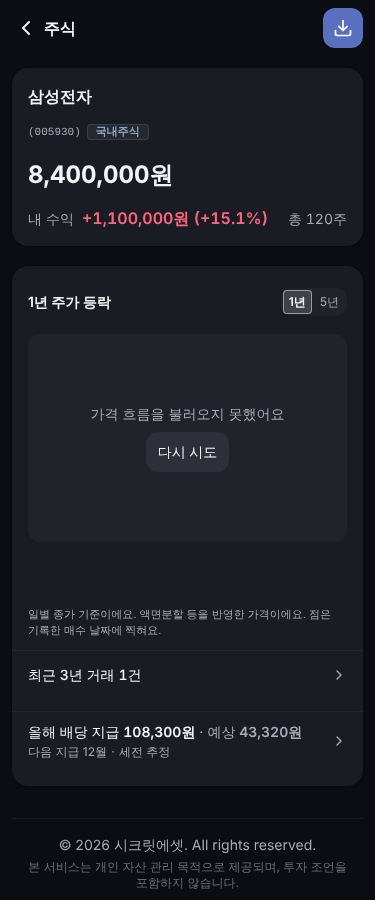 주식
삼성전자
(005930) 국내주식
8,400,000원
내 수익 +1,100,000원 (+15.1%) 총 120주
1년 주가 등락 1년 5년
가격 흐름을 불러오지 못했어요
다시 시도
일별 종가 기준이에요. 액면분할 등을 반영한 가격이에요. 점은
기록한 매수 날짜에 찍혀요.
최근 3년 거래 1건
올해 배당 지급 108,300원 · 예상 43,320원
다음 지급 12월 · 세전 추정
© 2026 시크릿에셋. All rights reserved.
본 서비스는 개인 자산 관리 목적으로 제공되며, 투자 조언을
포함하지 않습니다.